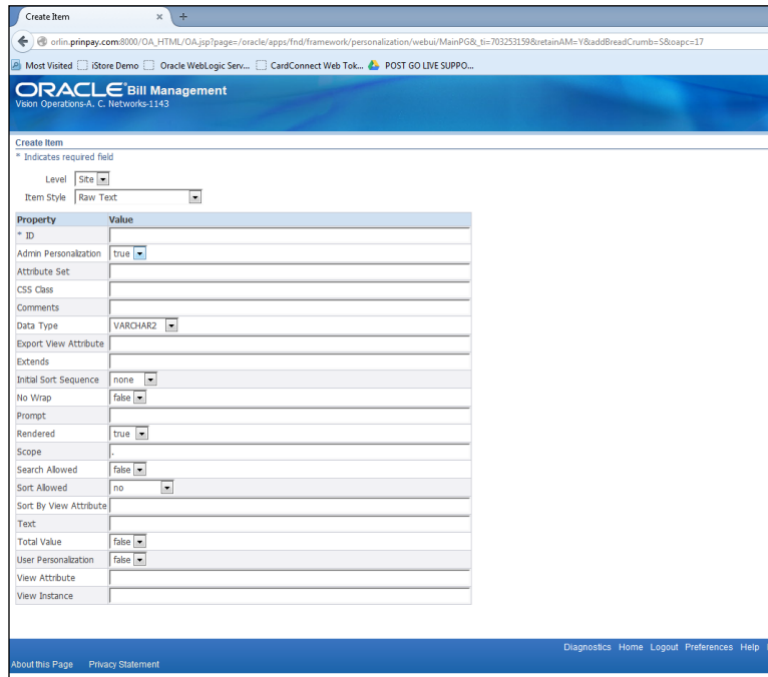 Create Item × +
orlin.prinpay.com:8000/OA_HTML/OA.jsp?page=/oracle/apps/fnd/framework/personalization/webui/MainPG&_ti=703253159&retainAM=Y&addBreadCrumb=S&oapc=17
Most Visited iStore Demo Oracle WebLogic Serv... CardConnect Web Tok... POST GO LIVE SUPPO...
ORACLE Bill Management
Vision Operations-A. C. Networks-1143
Create Item
* Indicates required field
Level Site
Item Style Raw Text
Property Value
* ID
Admin Personalization true
Attribute Set
CSS Class
Comments
Data Type VARCHAR2
Export View Attribute
Extends
Initial Sort Sequence none
No Wrap false
Prompt
Rendered true
Scope .
Search Allowed false
Sort Allowed no
Sort By View Attribute
Text
Total Value false
User Personalization false
View Attribute
View Instance
Diagnostics Home Logout Preferences Help
About this Page Privacy Statement